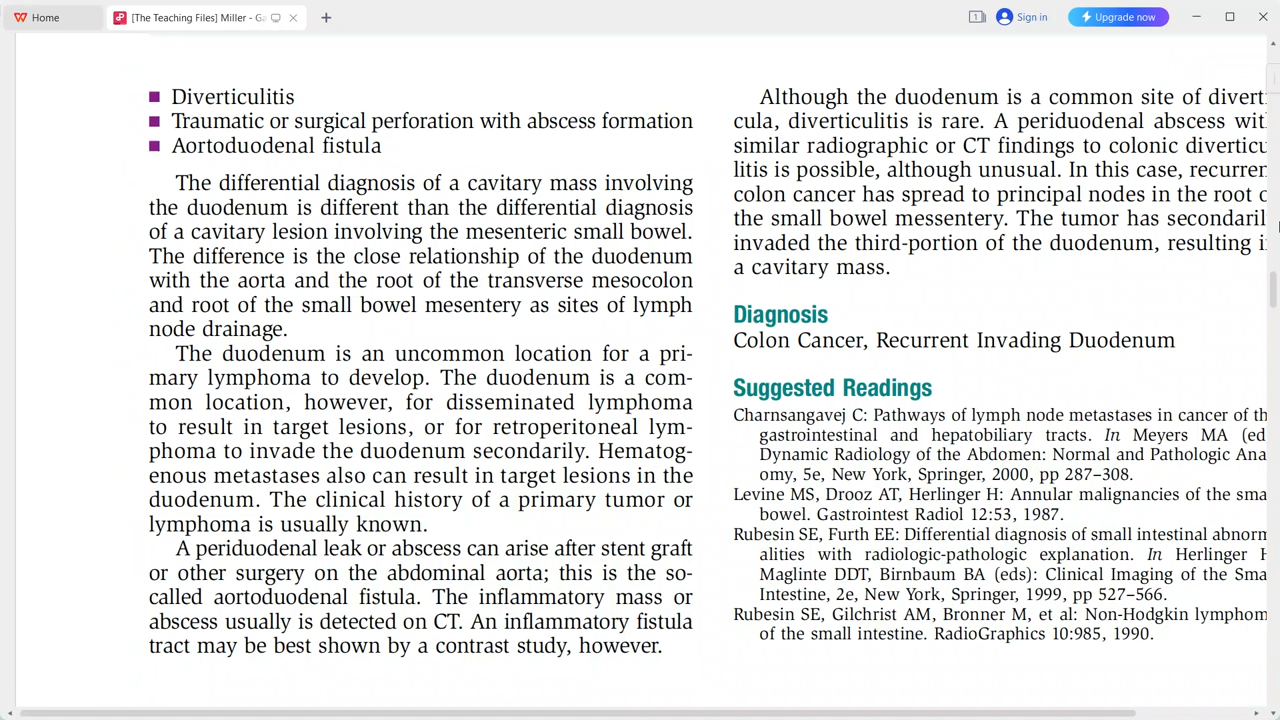 Home
[The Teaching Files] Miller - Ga
1
Sign in
Upgrade now
Diverticulitis
Traumatic or surgical perforation with abscess formation
Aortoduodenal fistula
The differential diagnosis of a cavitary mass involving
the duodenum is different than the differential diagnosis
of a cavitary lesion involving the mesenteric small bowel.
The difference is the close relationship of the duodenum
with the aorta and the root of the transverse mesocolon
and root of the small bowel mesentery as sites of lymph
node drainage.
The duodenum is an uncommon location for a pri-
mary lymphoma to develop. The duodenum is a com-
mon location, however, for disseminated lymphoma
to result in target lesions, or for retroperitoneal lym-
phoma to invade the duodenum secondarily. Hematog-
enous metastases also can result in target lesions in the
duodenum. The clinical history of a primary tumor or
lymphoma is usually known.
A periduodenal leak or abscess can arise after stent graft
or other surgery on the abdominal aorta; this is the so-
called aortoduodenal fistula. The inflammatory mass or
abscess usually is detected on CT. An inflammatory fistula
tract may be best shown by a contrast study, however.
Although the duodenum is a common site of diverti
cula, diverticulitis is rare. A periduodenal abscess wit
similar radiographic or CT findings to colonic diverticu
litis is possible, although unusual. In this case, recurren
colon cancer has spread to principal nodes in the root o
the small bowel messentery. The tumor has secondaril
invaded the third-portion of the duodenum, resulting i
a cavitary mass.
Diagnosis
Colon Cancer, Recurrent Invading Duodenum
Suggested Readings
Charnsangavej C: Pathways of lymph node metastases in cancer of th
gastrointestinal and hepatobiliary tracts. In Meyers MA (ed
Dynamic Radiology of the Abdomen: Normal and Pathologic Ana
omy, 5e, New York, Springer, 2000, pp 287–308.
Levine MS, Drooz AT, Herlinger H: Annular malignancies of the sma
bowel. Gastrointest Radiol 12:53, 1987.
Rubesin SE, Furth EE: Differential diagnosis of small intestinal abnorm
alities with radiologic-pathologic explanation. In Herlinger H
Maglinte DDT, Birnbaum BA (eds): Clinical Imaging of the Sma
Intestine, 2e, New York, Springer, 1999, pp 527–566.
Rubesin SE, Gilchrist AM, Bronner M, et al: Non-Hodgkin lymphom
of the small intestine. RadioGraphics 10:985, 1990.